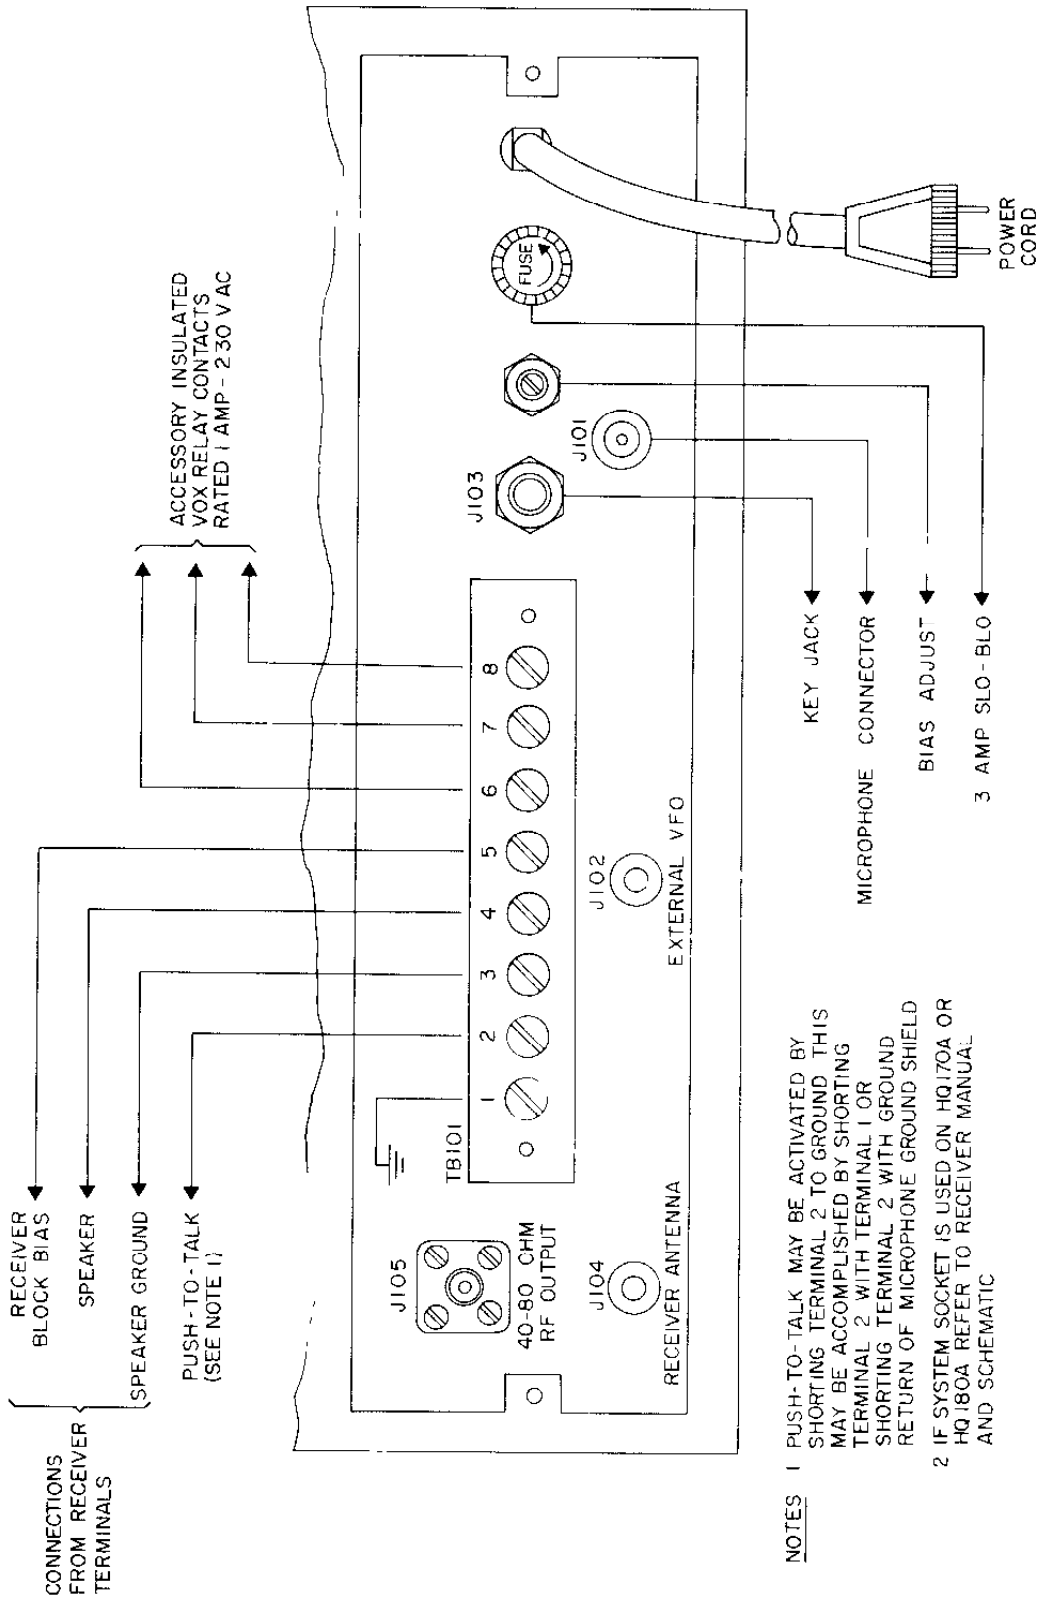 CONNECTIONS
FROM RECEIVER
TERMINALS
RECEIVER
BLOCK BIAS
SPEAKER
SPEAKER GROUND
PUSH-TO-TALK
(SEE NOTE 1)
ACCESSORY INSULATED
VOX RELAY CONTACTS
RATED 1 AMP-230 VAC
J105
40-80 CHM
RF OUTPUT
J104
RECEIVER ANTENNA
TB101
1 2 3 4 5 6 7 8
J102
EXTERNAL VFO
J103
J101
FUSE
KEY JACK
MICROPHONE CONNECTOR
BIAS ADJUST
3 AMP SLO-BLO
POWER
CORD
NOTES 1 PUSH-TO-TALK MAY BE ACTIVATED BY
SHORTING TERMINAL 2 TO GROUND THIS
MAY BE ACCOMPLISHED BY SHORTING
TERMINAL 2 WITH TERMINAL 1 OR
SHORTING TERMINAL 2 WITH GROUND
RETURN OF MICROPHONE GROUND SHIELD
2 IF SYSTEM SOCKET IS USED ON HQ170A OR
HQ180A REFER TO RECEIVER MANUAL
AND SCHEMATIC